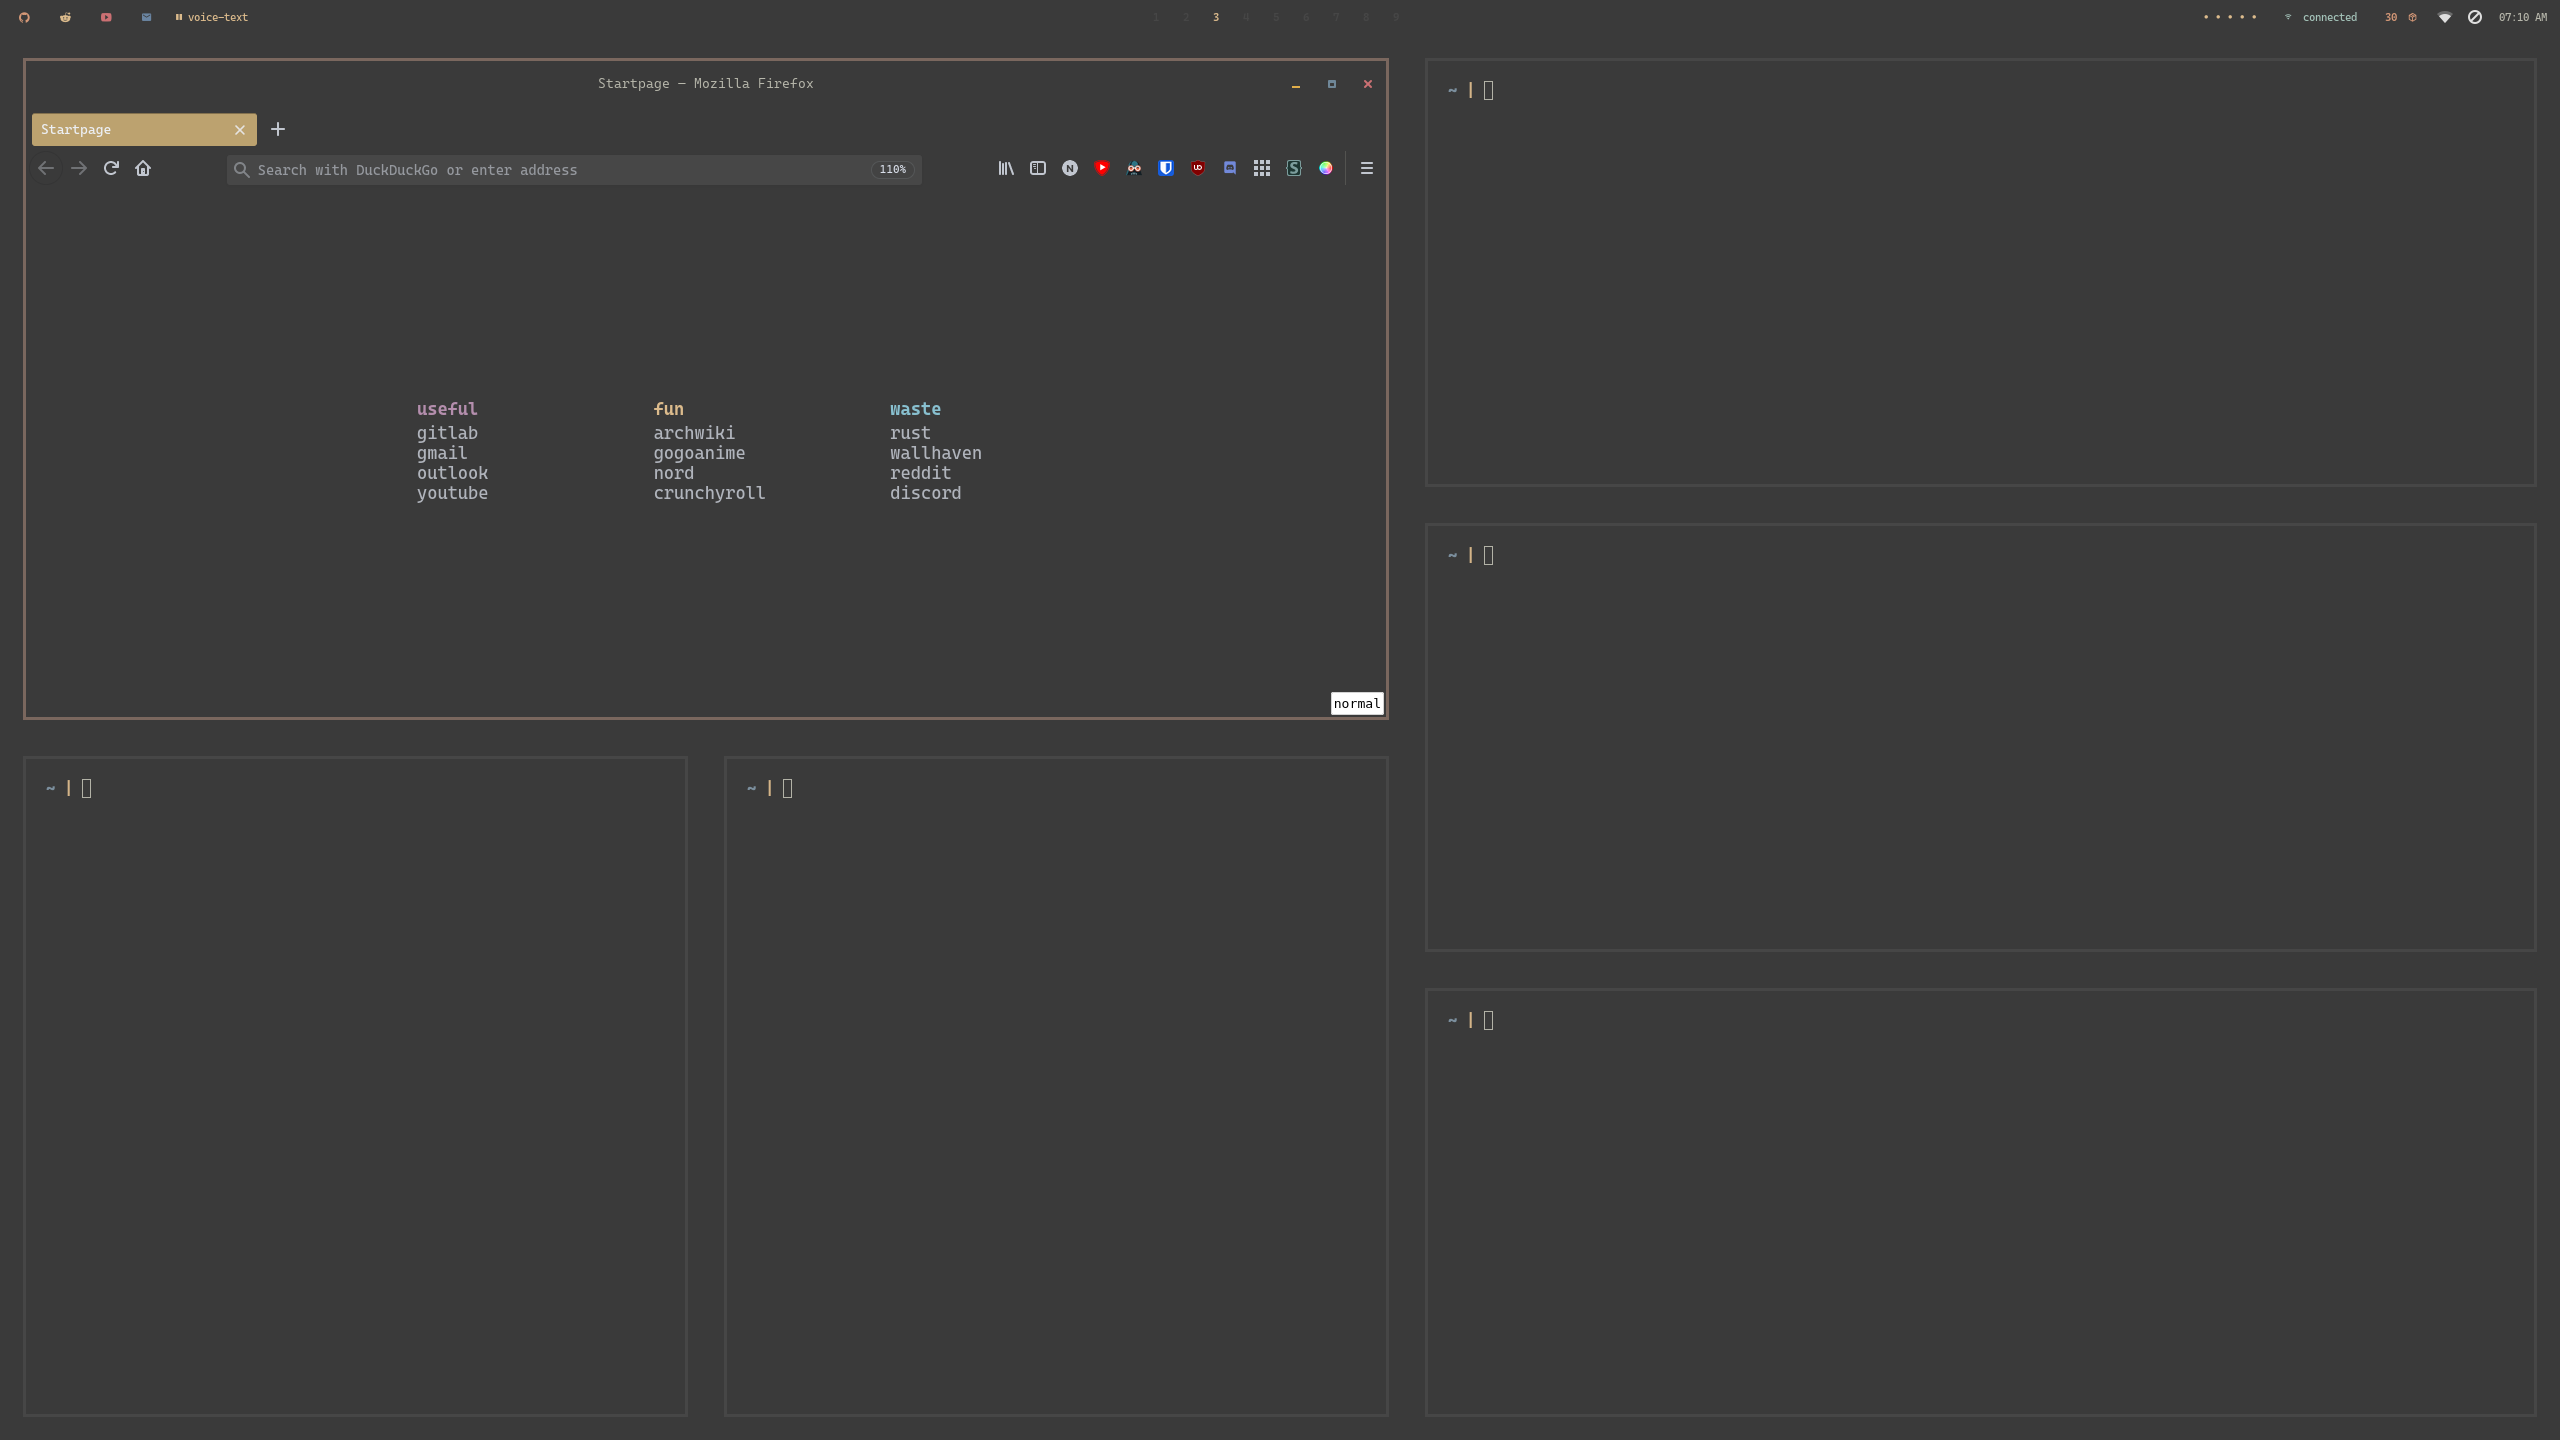 voice-text
1 2 3 4 5 6 7 8 9
connected
30
07:10 AM
Startpage — Mozilla Firefox
Startpage
Search with DuckDuckGo or enter address
110%
useful
gitlab
gmail
outlook
youtube
fun
archwiki
gogoanime
nord
crunchyroll
waste
rust
wallhaven
reddit
discord
normal
~ |
~ |
~ |
~ |
~ |